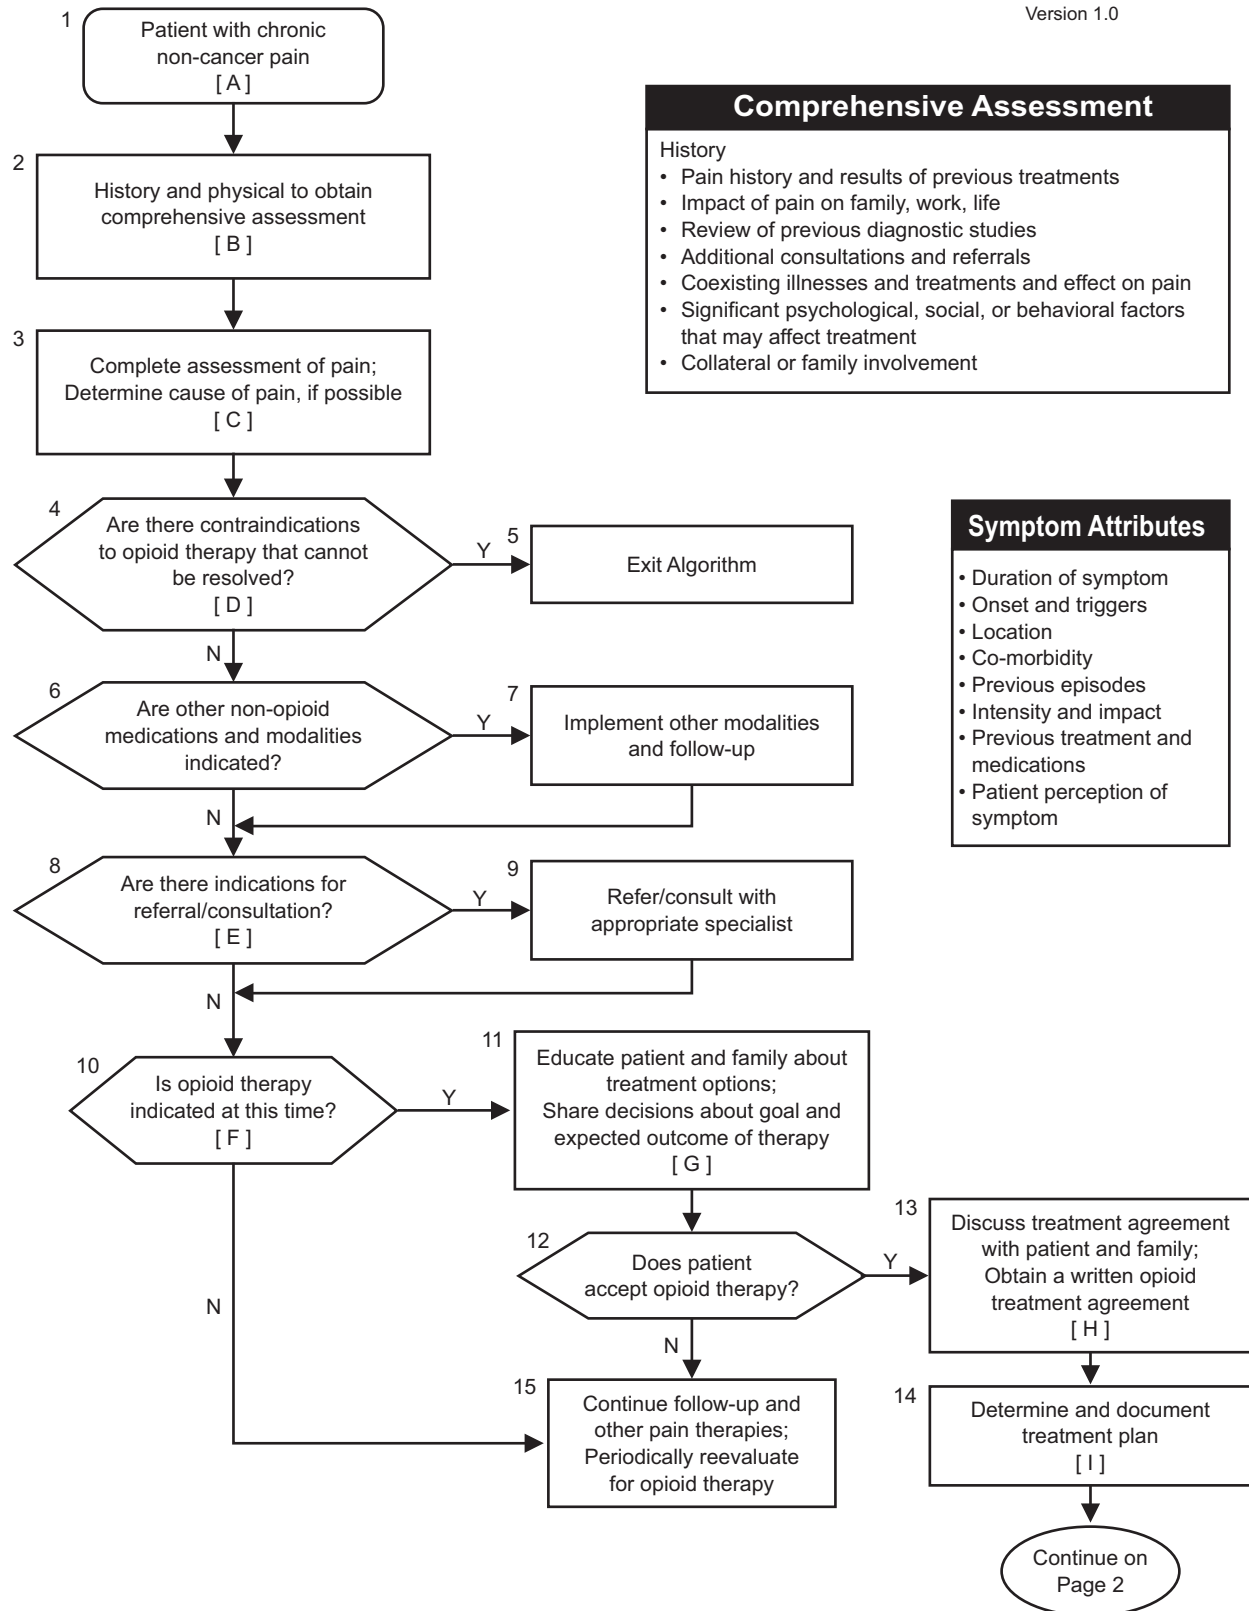 Version 1.0
1
Patient with chronic
non-cancer pain
[ A ]
2
History and physical to obtain
comprehensive assessment
[ B ]
3
Complete assessment of pain;
Determine cause of pain, if possible
[ C ]
Comprehensive Assessment
History
• Pain history and results of previous treatments
• Impact of pain on family, work, life
• Review of previous diagnostic studies
• Additional consultations and referrals
• Coexisting illnesses and treatments and effect on pain
• Significant psychological, social, or behavioral factors
that may affect treatment
• Collateral or family involvement
4
Are there contraindications
to opioid therapy that cannot
be resolved?
[ D ]
Y
5
Exit Algorithm
N
Symptom Attributes
• Duration of symptom
• Onset and triggers
• Location
• Co-morbidity
• Previous episodes
• Intensity and impact
• Previous treatment and
medications
• Patient perception of
symptom
6
Are other non-opioid
medications and modalities
indicated?
Y
7
Implement other modalities
and follow-up
N
8
Are there indications for
referral/consultation?
[ E ]
Y
9
Refer/consult with
appropriate specialist
N
10
Is opioid therapy
indicated at this time?
[ F ]
Y
11
Educate patient and family about
treatment options;
Share decisions about goal and
expected outcome of therapy
[ G ]
N
12
Does patient
accept opioid therapy?
Y
13
Discuss treatment agreement
with patient and family;
Obtain a written opioid
treatment agreement
[ H ]
N
15
Continue follow-up and
other pain therapies;
Periodically reevaluate
for opioid therapy
14
Determine and document
treatment plan
[ I ]
Continue on
Page 2